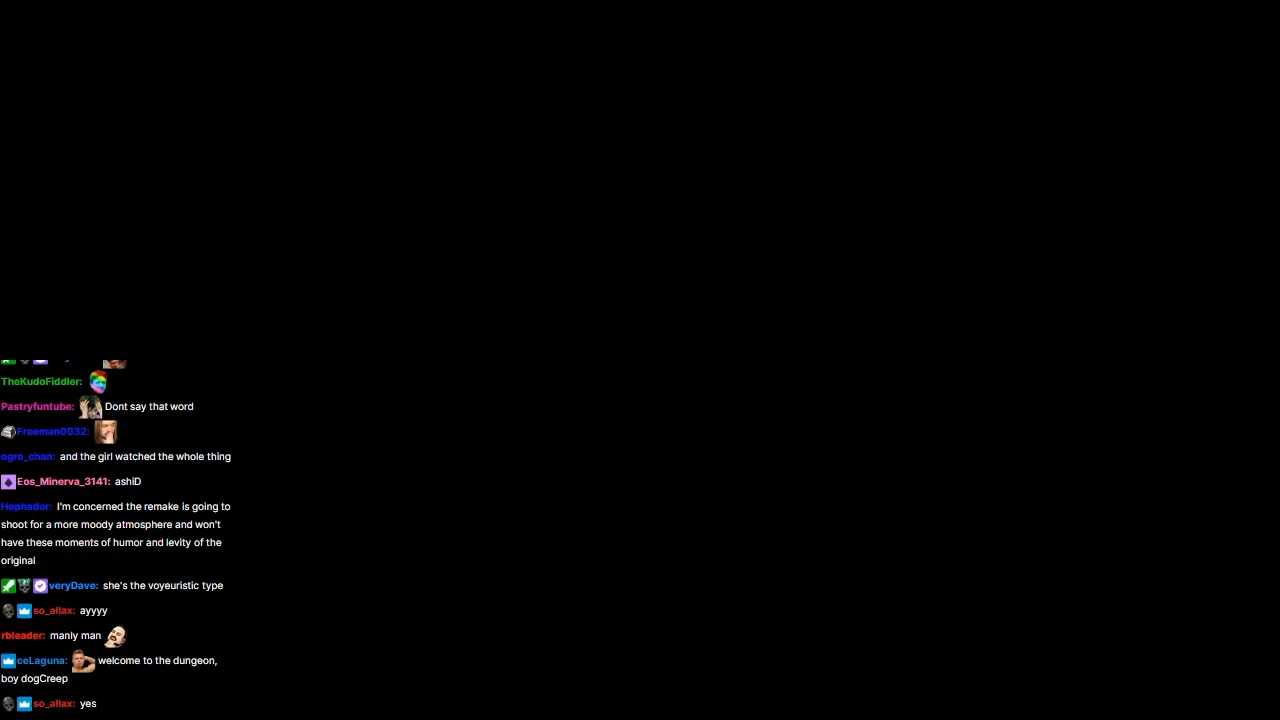 TheKudoFiddler:
Pastryfuntube: Dont say that word
Freeman0032:
ogro_chan: and the girl watched the whole thing
Eos_Minerva_3141: ashiD
Hephador: I'm concerned the remake is going to
shoot for a more moody atmosphere and won't
have these moments of humor and levity of the
original
veryDave: she's the voyeuristic type
so_allax: ayyyy
rbleader: manly man
ceLaguna: welcome to the dungeon,
boy dogCreep
so_allax: yes